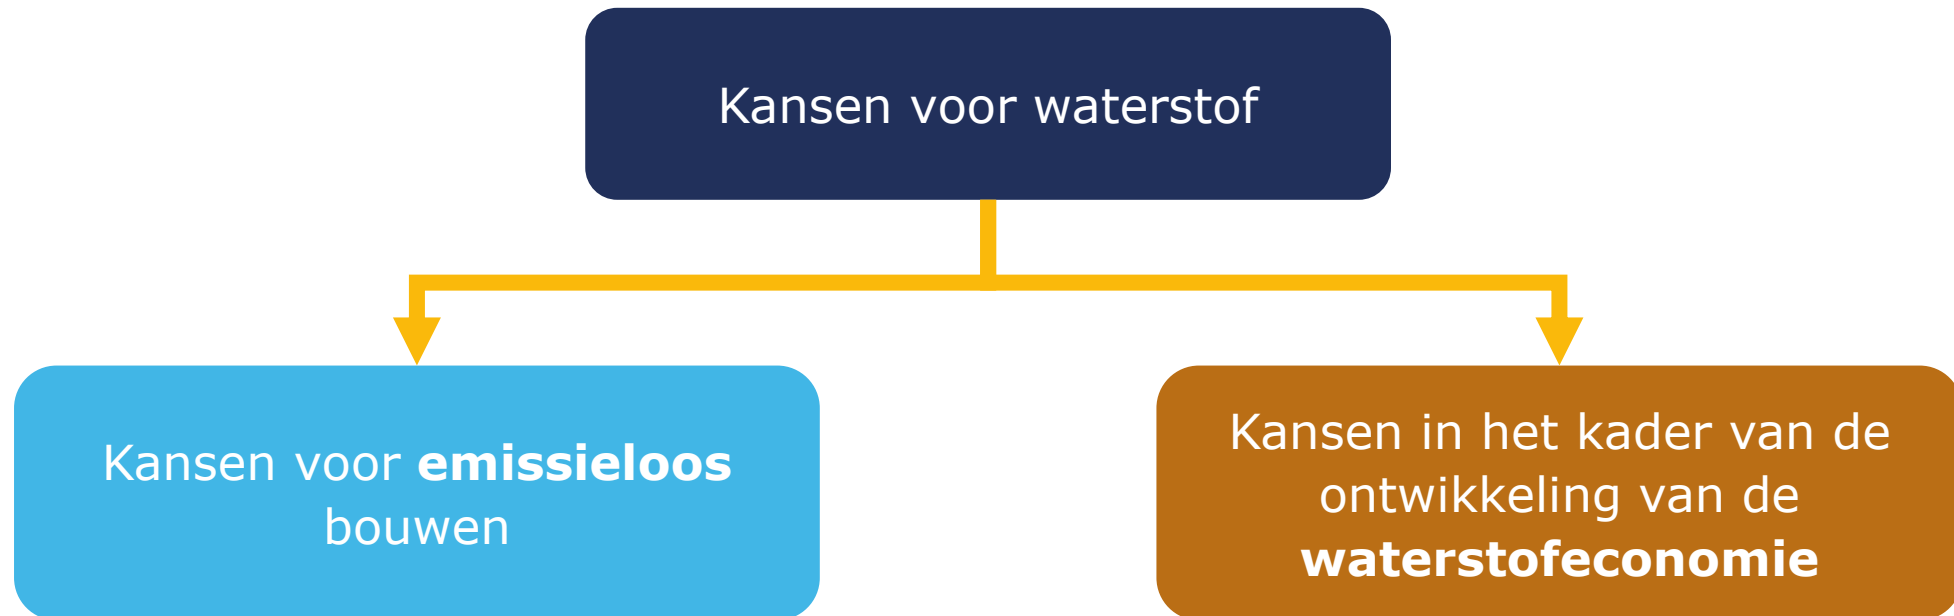 Kansen voor waterstof
Kansen voor emissieloos
bouwen
Kansen in het kader van de
ontwikkeling van de
waterstofeconomie